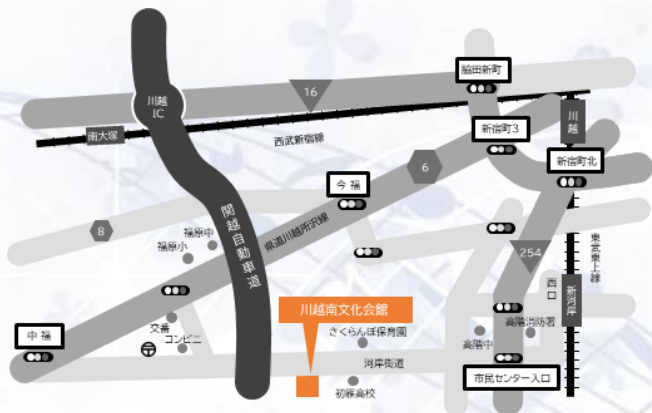 脇田新町
16
川越
IC
川越
南大塚
新宿町3
西武新宿線
新宿町北
6
今福
関越自動車道
県道川越所沢線
8
福原中
福原小
254
東武東上線
西口
新河岸
川越南文化会館
さくらんぼ保育園
交番
コンビニ
中福
高階消防署
高階中
河岸街道
市民センター入口
初雁高校